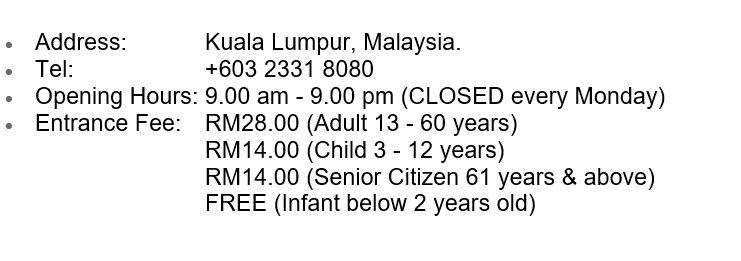 Address: Kuala Lumpur, Malaysia.
Tel: +603 2331 8080
Opening Hours: 9.00 am - 9.00 pm (CLOSED every Monday)
Entrance Fee: RM28.00 (Adult 13 - 60 years)
RM14.00 (Child 3 - 12 years)
RM14.00 (Senior Citizen 61 years & above)
FREE (Infant below 2 years old)